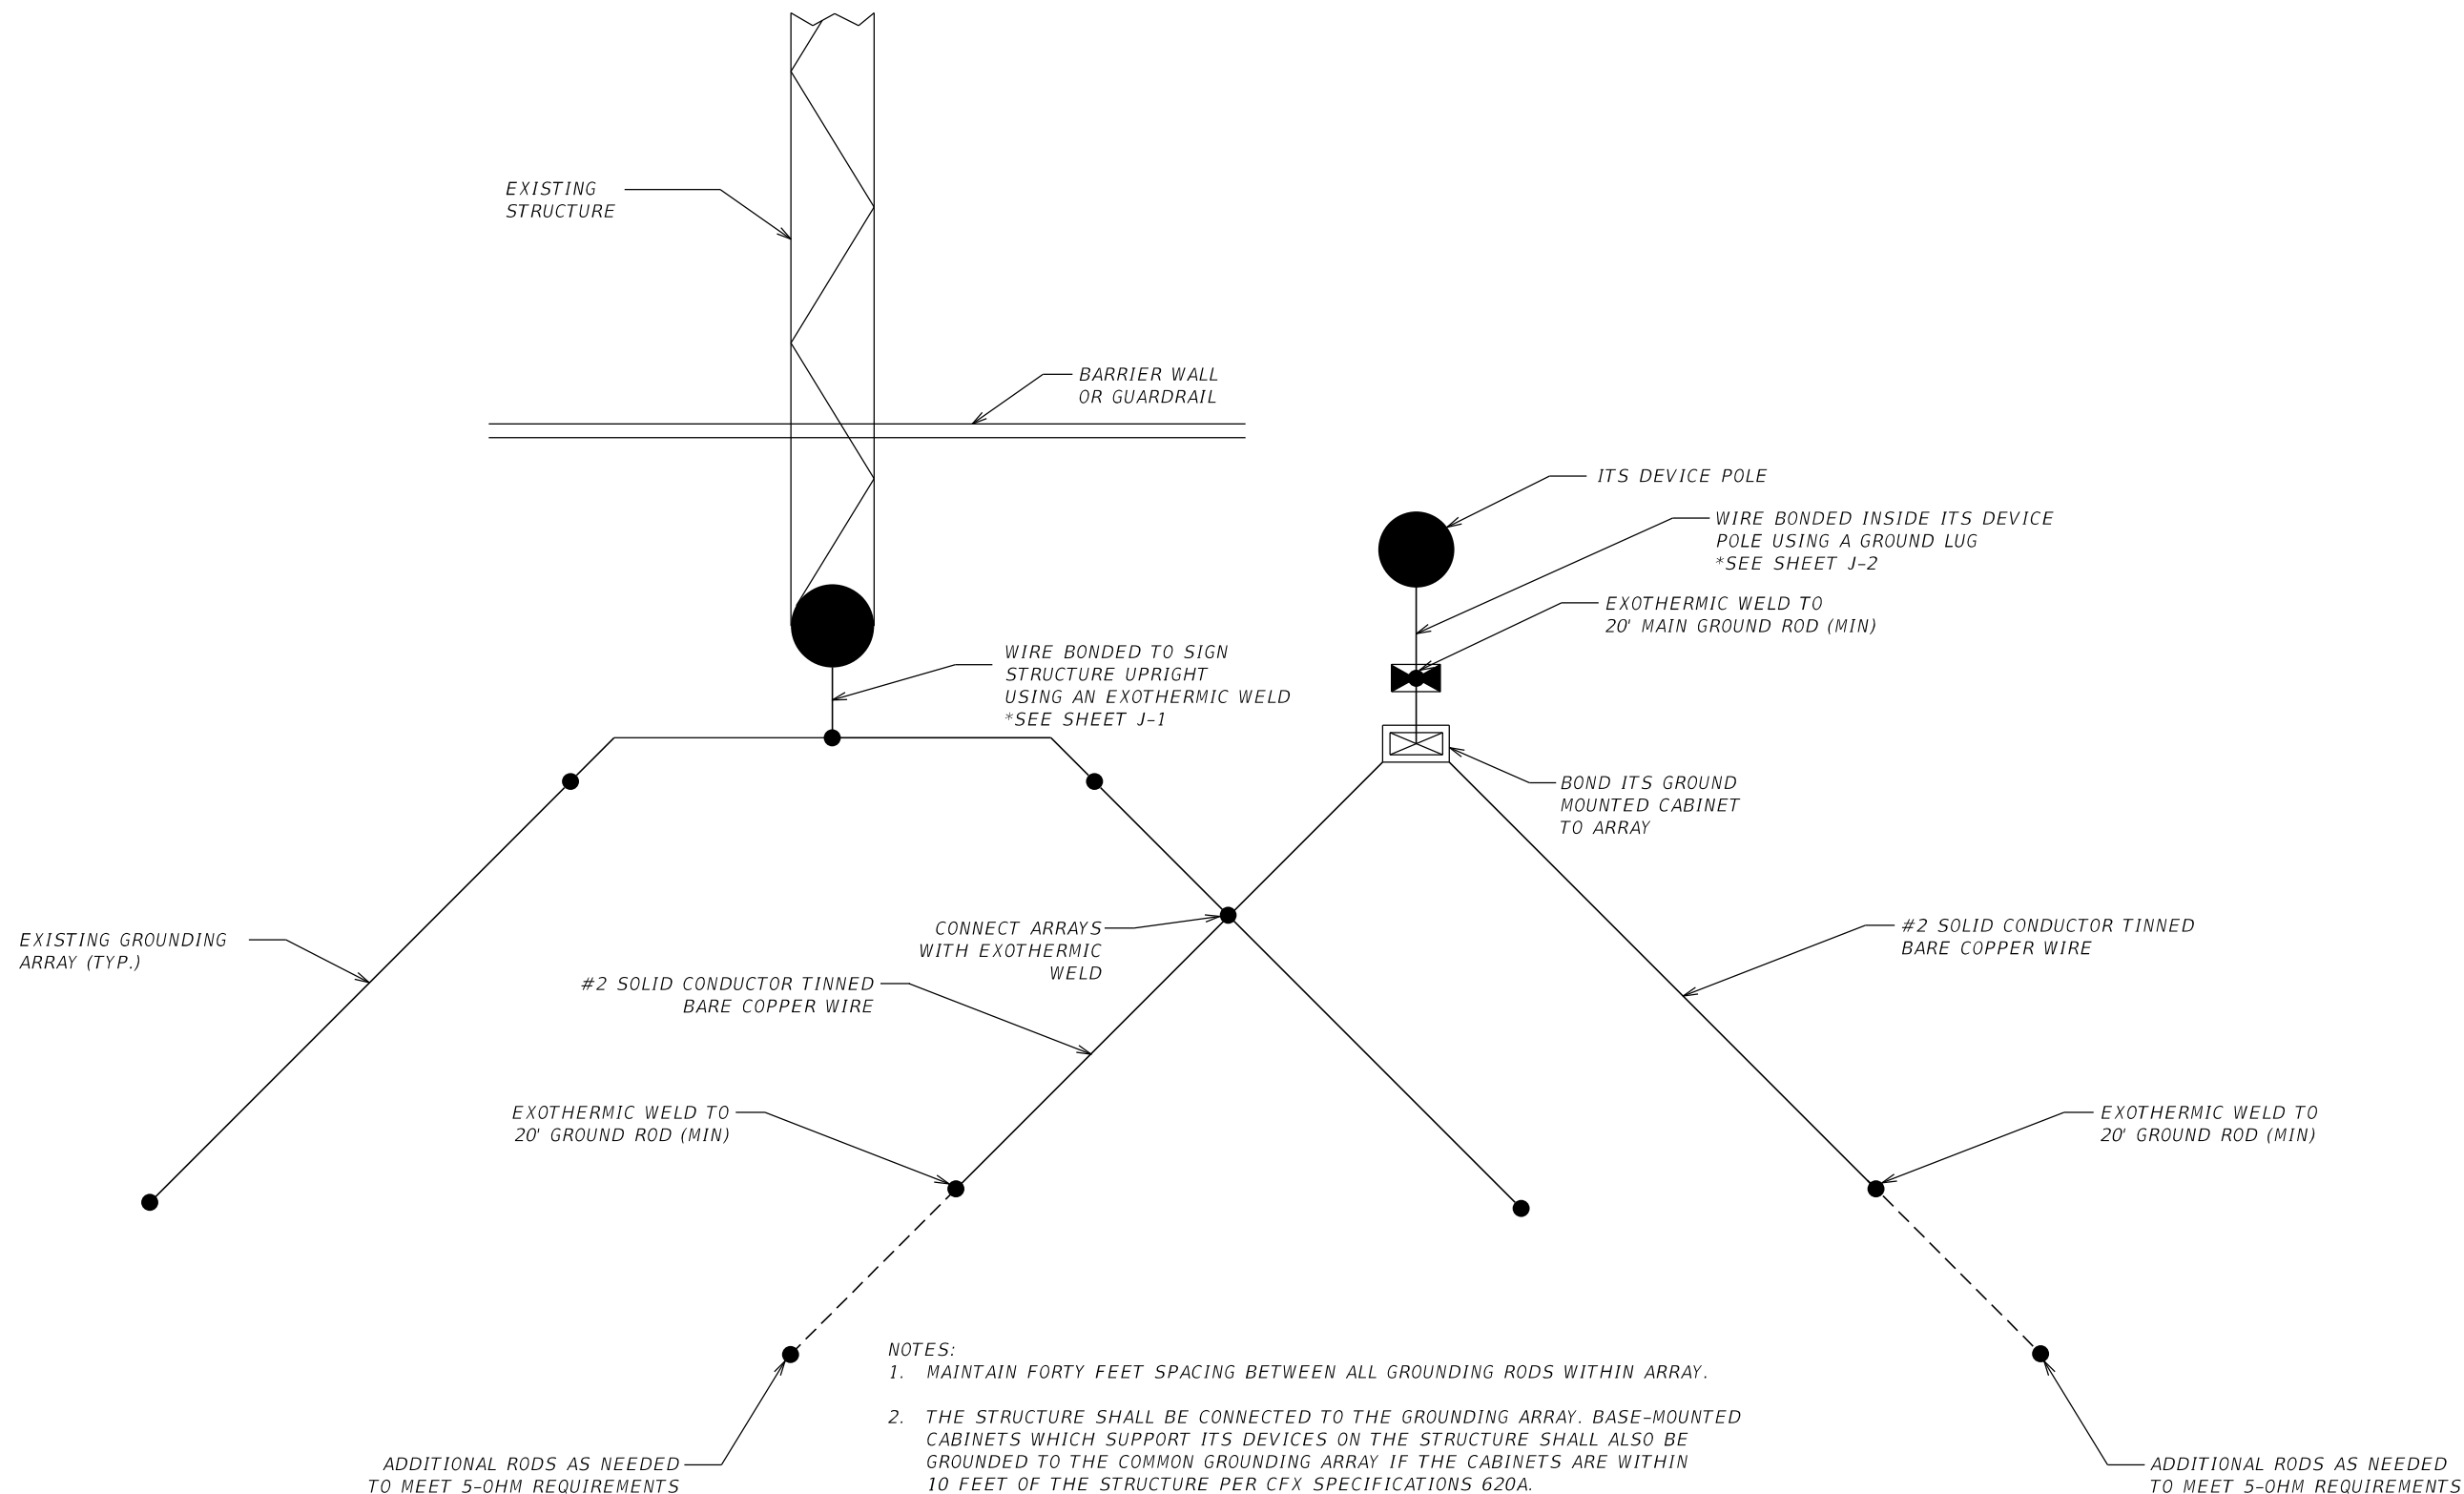 EXISTING
STRUCTURE
BARRIER WALL
OR GUARDRAIL
ITS DEVICE POLE
WIRE BONDED INSIDE ITS DEVICE
POLE USING A GROUND LUG
*SEE SHEET J-2
EXOTHERMIC WELD TO
20' MAIN GROUND ROD (MIN)
WIRE BONDED TO SIGN
STRUCTURE UPRIGHT
USING AN EXOTHERMIC WELD
*SEE SHEET J-1
BOND ITS GROUND
MOUNTED CABINET
TO ARRAY
EXISTING GROUNDING
ARRAY (TYP.)
CONNECT ARRAYS
WITH EXOTHERMIC
WELD
#2 SOLID CONDUCTOR TINNED
BARE COPPER WIRE
#2 SOLID CONDUCTOR TINNED
BARE COPPER WIRE
EXOTHERMIC WELD TO
20' GROUND ROD (MIN)
EXOTHERMIC WELD TO
20' GROUND ROD (MIN)
NOTES:
1. MAINTAIN FORTY FEET SPACING BETWEEN ALL GROUNDING RODS WITHIN ARRAY.
2. THE STRUCTURE SHALL BE CONNECTED TO THE GROUNDING ARRAY. BASE-MOUNTED
CABINETS WHICH SUPPORT ITS DEVICES ON THE STRUCTURE SHALL ALSO BE
GROUNDED TO THE COMMON GROUNDING ARRAY IF THE CABINETS ARE WITHIN
10 FEET OF THE STRUCTURE PER CFX SPECIFICATIONS 620A.
ADDITIONAL RODS AS NEEDED
TO MEET 5-OHM REQUIREMENTS
ADDITIONAL RODS AS NEEDED
TO MEET 5-OHM REQUIREMENTS